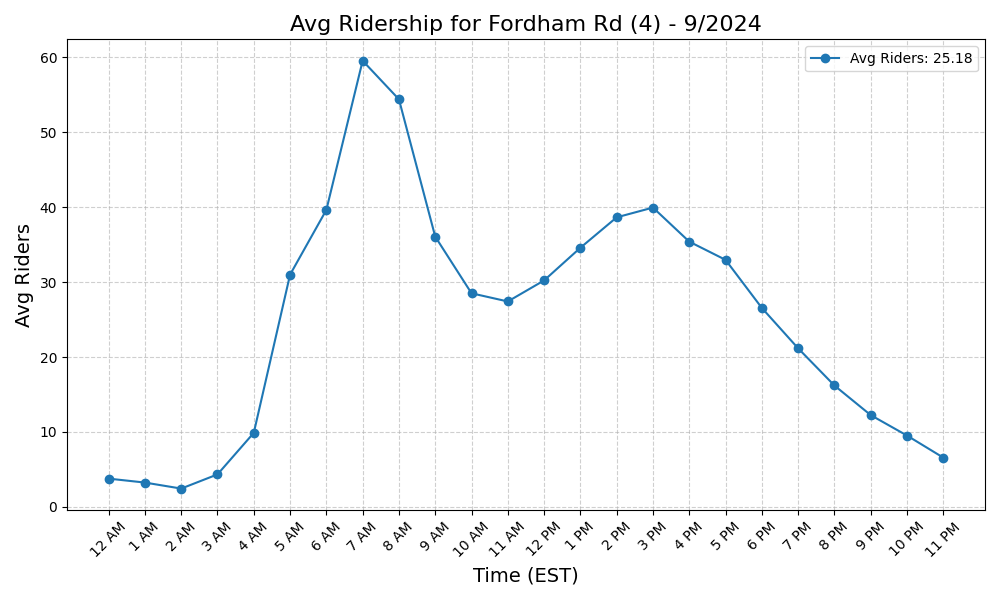 Avg Ridership for Fordham Rd (4) - 9/2024
Avg Riders: 25.18
Avg Riders
60
50
40
30
20
10
0
12 AM
1 AM
2 AM
3 AM
4 AM
5 AM
6 AM
7 AM
8 AM
9 AM
10 AM
11 AM
12 PM
1 PM
2 PM
3 PM
4 PM
5 PM
6 PM
7 PM
8 PM
9 PM
10 PM
11 PM
Time (EST)